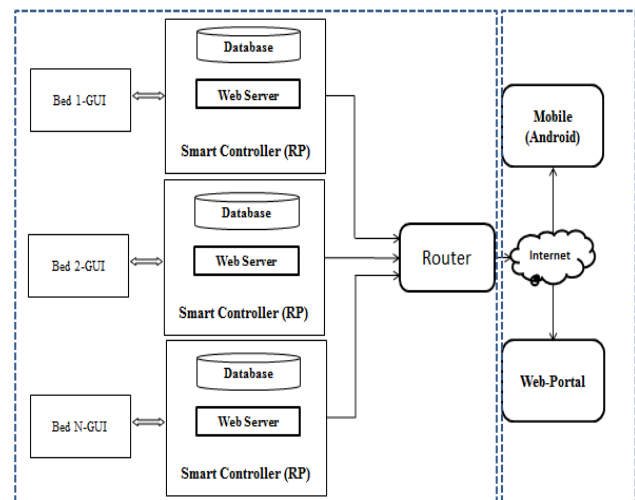 Bed 1-GUI
Database
Web Server
Smart Controller (RP)
Bed 2-GUI
Database
Web Server
Smart Controller (RP)
Bed N-GUI
Database
Web Server
Smart Controller (RP)
Router
Mobile
(Android)
Internet
Web-Portal